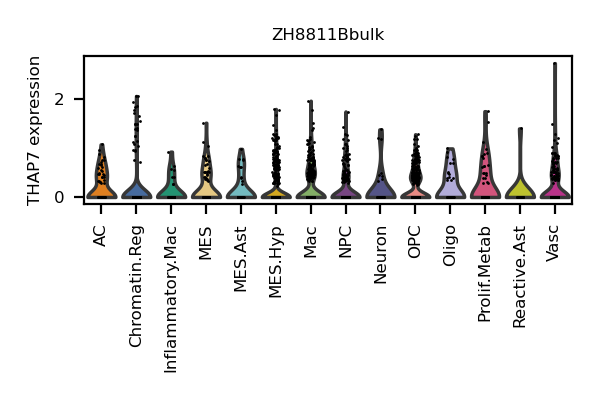 ZH8811Bbulk
THAP7 expression
2
0
AC
Chromatin.Reg
Inflammatory.Mac
MES
MES.Ast
MES.Hyp
Mac
NPC
Neuron
OPC
Oligo
Prolif.Metab
Reactive.Ast
Vasc